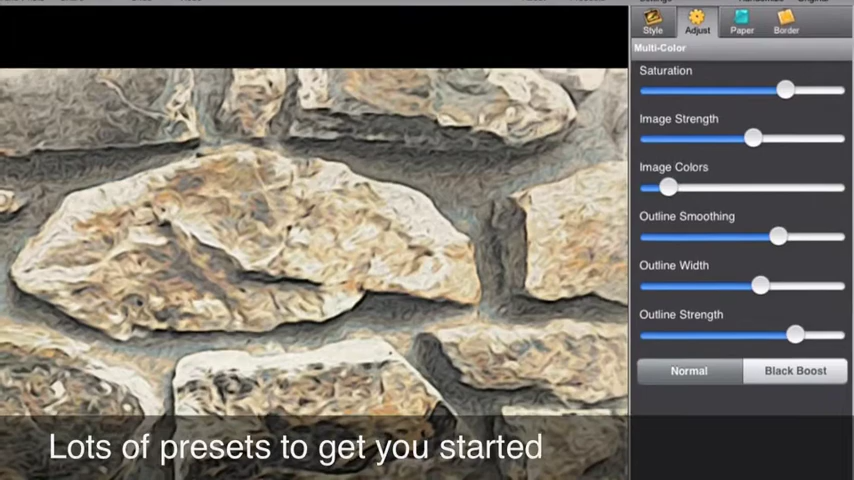 Style Adjust Paper Border
Multi-Color
Saturation
Image Strength
Image Colors
Outline Smoothing
Outline Width
Outline Strength
Normal Black Boost
Lots of presets to get you started